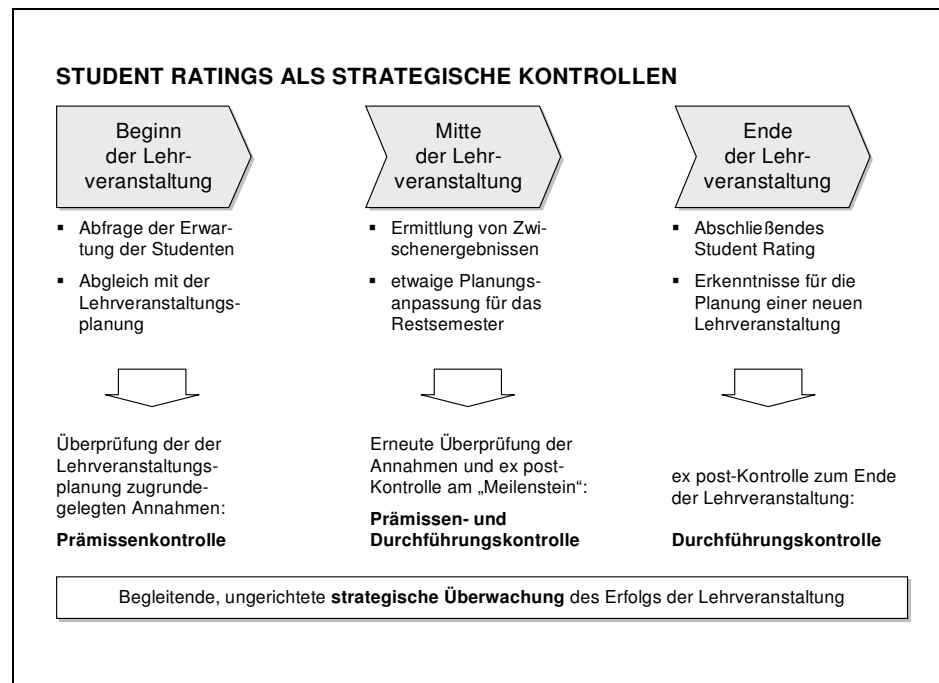 STUDENT RATINGS ALS STRATEGISCHE KONTROLLEN
Beginn
der Lehr-
veranstaltung
▪ Abfrage der Erwar-
tung der Studenten
▪ Abgleich mit der
Lehrveranstaltungs-
planung
Überprüfung der der
Lehrveranstaltungs-
planung zugrunde-
gelegten Annahmen:
Prämissenkontrolle
Mitte
der Lehr-
veranstaltung
▪ Ermittlung von Zwi-
schenergebnissen
▪ etwaige Planungs-
anpassung für das
Restsemester
Erneute Überprüfung der
Annahmen und ex post-
Kontrolle am „Meilenstein“:
Prämissen- und
Durchführungskontrolle
Ende
der Lehr-
veranstaltung
▪ Abschließendes
Student Rating
▪ Erkenntnisse für die
Planung einer neuen
Lehrveranstaltung
ex post-Kontrolle zum Ende
der Lehrveranstaltung:
Durchführungskontrolle
Begleitende, ungerichtete strategische Überwachung des Erfolgs der Lehrveranstaltung